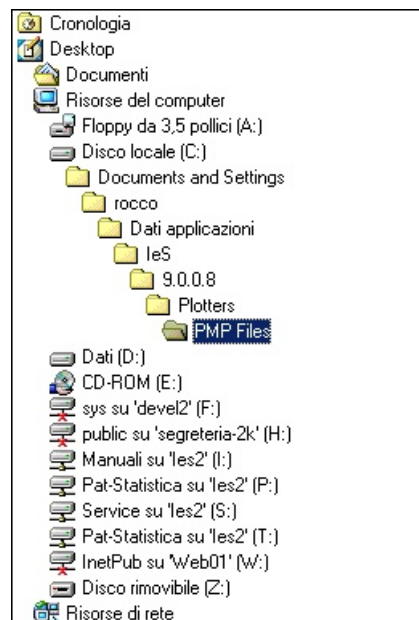 Cronologia
Desktop
Documenti
Risorse del computer
Floppy da 3,5 pollici (A:)
Disco locale (C:)
Documents and Settings
rocco
Dati applicazioni
IeS
9.0.0.8
Plotters
PMP Files
Dati (D:)
CD-ROM (E:)
sys su 'devel2' (F:)
public su 'segreteria-2k' (H:)
Manuali su 'Ies2' (I:)
Pat-Statistica su 'Ies2' (P:)
Service su 'Ies2' (S:)
Pat-Statistica su 'Ies2' (T:)
InetPub su 'Web01' (W:)
Disco rimovibile (Z:)
Risorse di rete